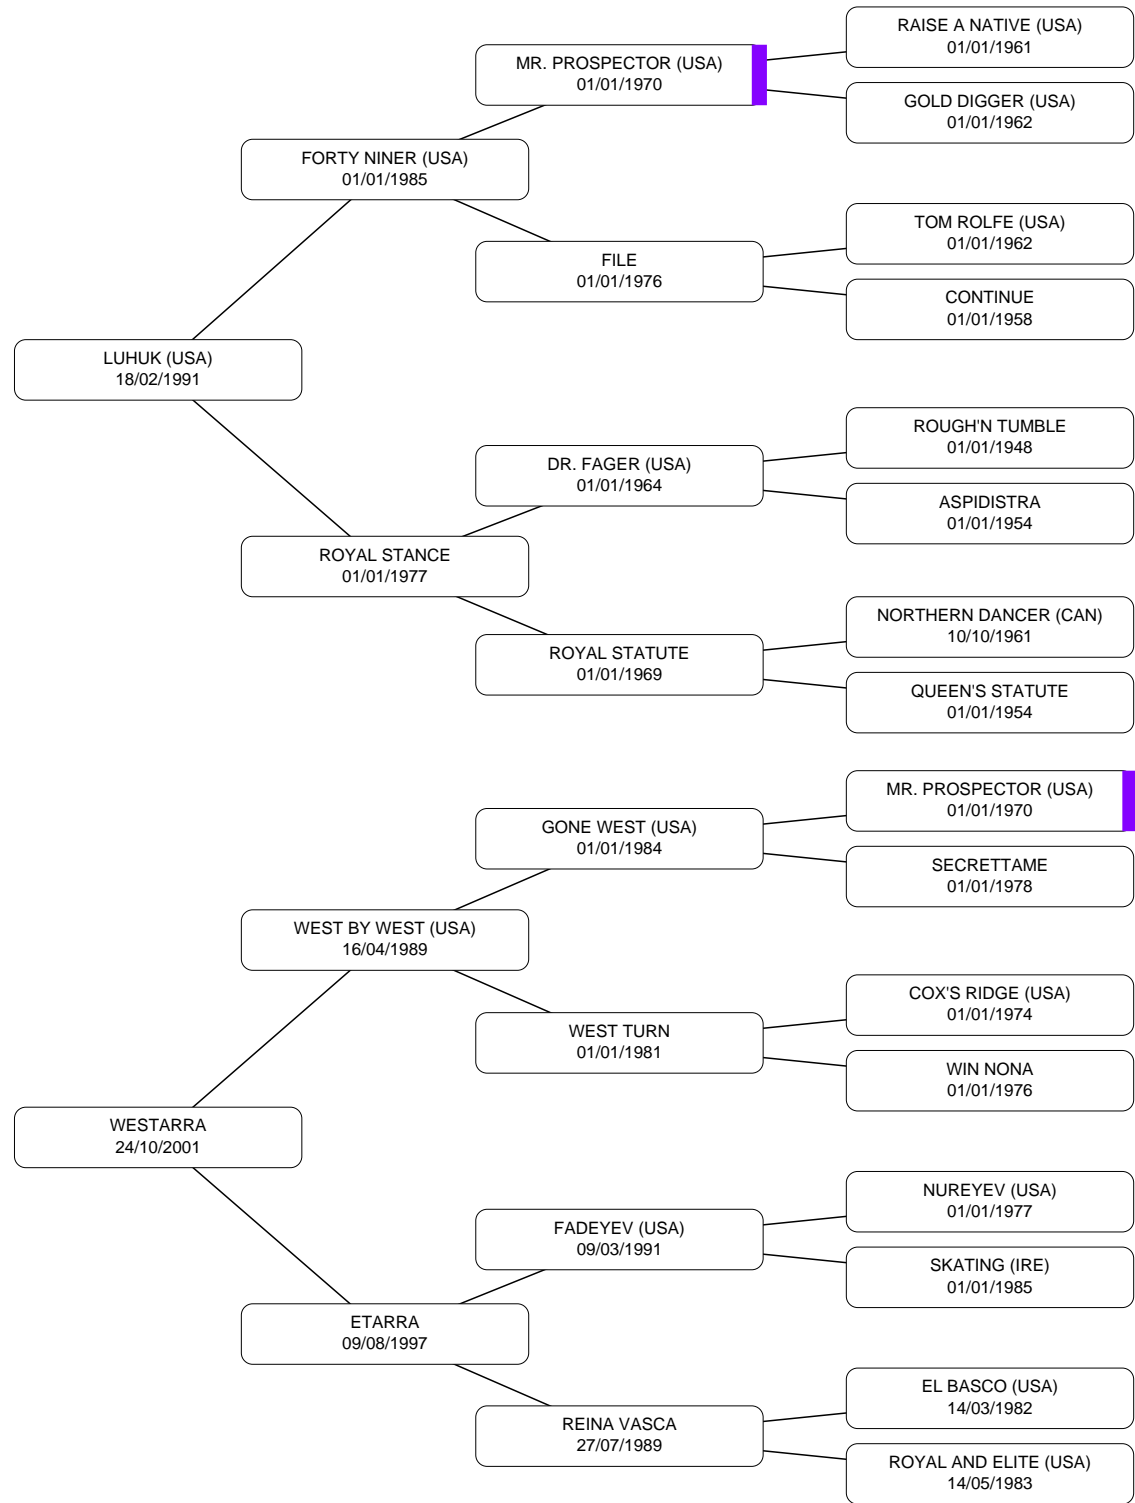 RAISE A NATIVE (USA)
01/01/1961
MR. PROSPECTOR (USA)
01/01/1970
GOLD DIGGER (USA)
01/01/1962
FORTY NINER (USA)
01/01/1985
TOM ROLFE (USA)
01/01/1962
FILE
01/01/1976
CONTINUE
01/01/1958
LUHUK (USA)
18/02/1991
ROUGH'N TUMBLE
01/01/1948
DR. FAGER (USA)
01/01/1964
ASPIDISTRA
01/01/1954
ROYAL STANCE
01/01/1977
NORTHERN DANCER (CAN)
10/10/1961
ROYAL STATUTE
01/01/1969
QUEEN'S STATUTE
01/01/1954
MR. PROSPECTOR (USA)
01/01/1970
GONE WEST (USA)
01/01/1984
SECRETTAME
01/01/1978
WEST BY WEST (USA)
16/04/1989
COX'S RIDGE (USA)
01/01/1974
WEST TURN
01/01/1981
WIN NONA
01/01/1976
WESTARRA
24/10/2001
NUREYEV (USA)
01/01/1977
FADEYEV (USA)
09/03/1991
SKATING (IRE)
01/01/1985
ETARRA
09/08/1997
EL BASCO (USA)
14/03/1982
REINA VASCA
27/07/1989
ROYAL AND ELITE (USA)
14/05/1983